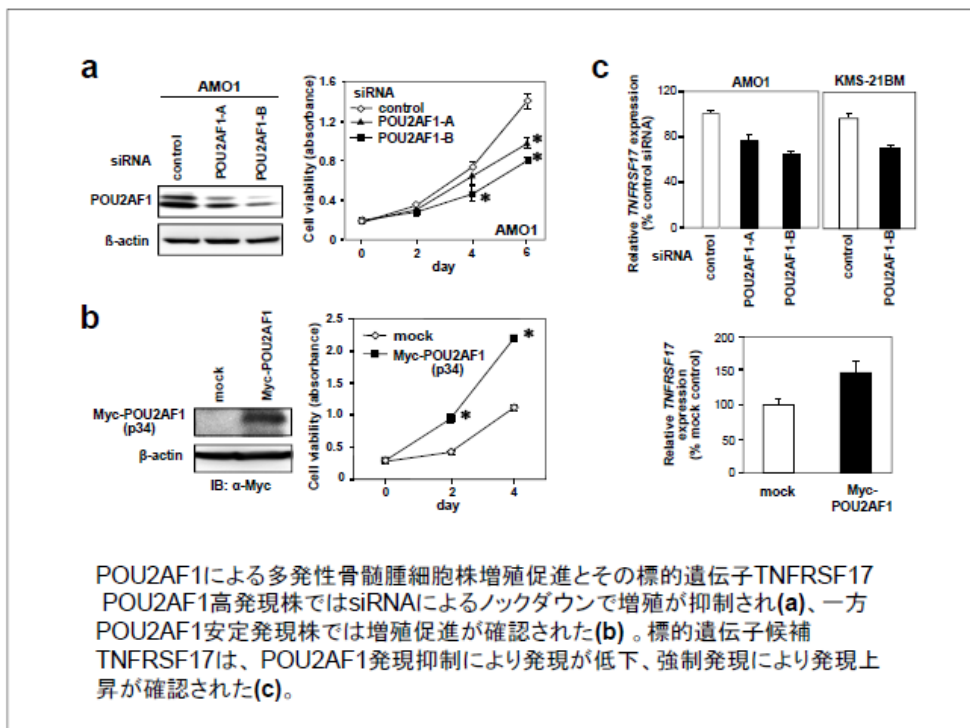 a
AMO1
siRNA
control
POU2AF1-A
POU2AF1-B
POU2AF1
ß-actin
Cell viability (absorbance)
1.6
1.2
0.8
0.4
0
siRNA
control
POU2AF1-A
POU2AF1-B
*
*
*
AMO1
0 2 4 6
day
b
mock
Myc-POU2AF1
Myc-POU2AF1
(p34)
ß-actin
IB: α-Myc
Cell viability (absorbance)
2.5
2.0
1.5
1.0
0.5
0
mock
Myc-POU2AF1
(p34)
*
*
0 2 4
day
c
AMO1
KMS-21BM
Relative TNFRSF17 expression
(% control siRNA)
120
80
40
0
siRNA
control
POU2AF1-A
POU2AF1-B
control
POU2AF1-B
Relative TNFRSF17
expression
(% mock control)
200
150
100
50
0
mock
Myc-
POU2AF1
POU2AF1による多発性骨髄腫細胞株増殖促進とその標的遺伝子TNFRSF17
POU2AF1高発現株ではsiRNAによるノックダウンで増殖が抑制され(a)、一方
POU2AF1安定発現株では増殖促進が確認された(b) 。標的遺伝子候補
TNFRSF17は、 POU2AF1発現抑制により発現が低下、強制発現により発現上
昇が確認された(c)。